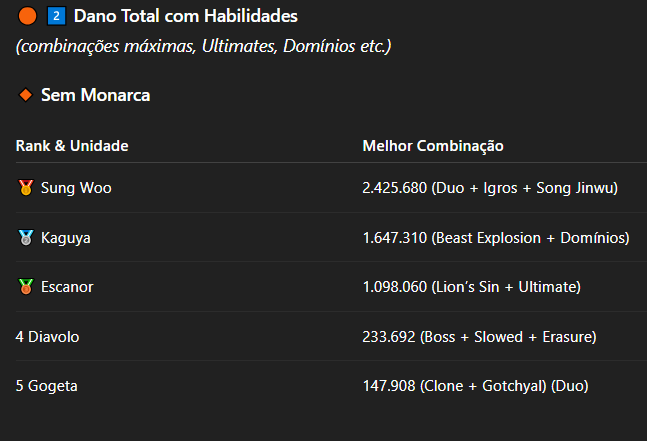 🟠 2️⃣ Dano Total com Habilidades
(combinações máximas, Ultimates, Domínios etc.)
🔸 Sem Monarca
Rank & Unidade Melhor Combinação
🥇 Sung Woo 2.425.680 (Duo + Igros + Song Jinwu)
🥈 Kaguya 1.647.310 (Beast Explosion + Domínios)
🥉 Escanor 1.098.060 (Lion’s Sin + Ultimate)
4 Diavolo 233.692 (Boss + Slowed + Erasure)
5 Gogeta 147.908 (Clone + Gotchyal) (Duo)